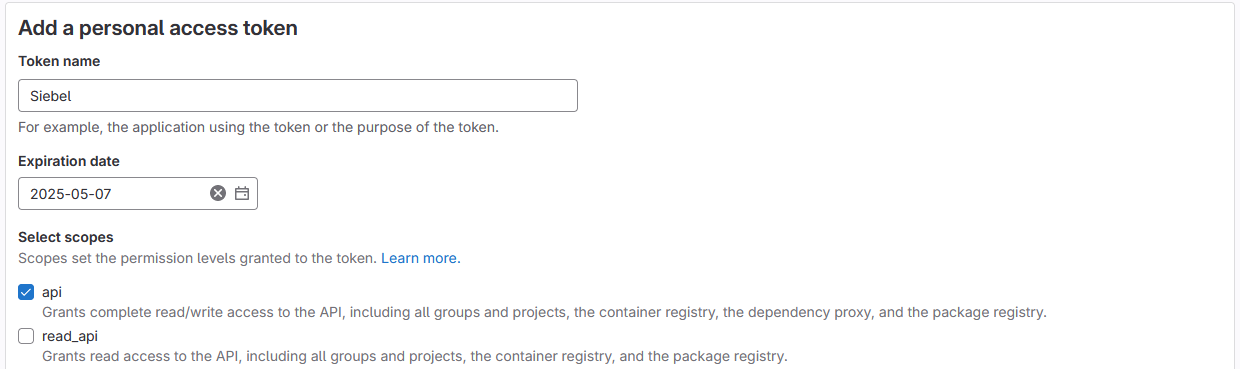 Add a personal access token
Token name
Siebel
For example, the application using the token or the purpose of the token.
Expiration date
2025-05-07
Select scopes
Scopes set the permission levels granted to the token. Learn more.
api
Grants complete read/write access to the API, including all groups and projects, the container registry, the dependency proxy, and the package registry.
read_api
Grants read access to the API, including all groups and projects, the container registry, and the package registry.